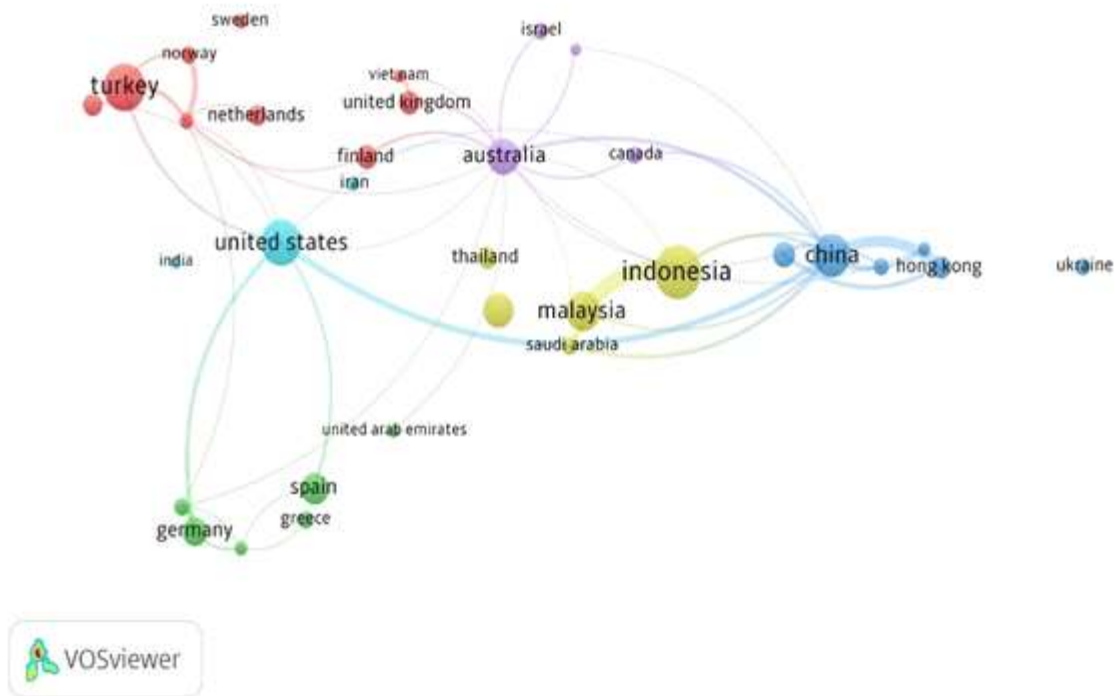 sweden
israel
norway
viet nam
turkey
united kingdom
netherlands
finland
australia
canada
iran
united states
india
thailand
indonesia
china
hong kong
ukraine
malaysia
saudi arabia
united arab emirates
spain
greece
germany
VOSviewer